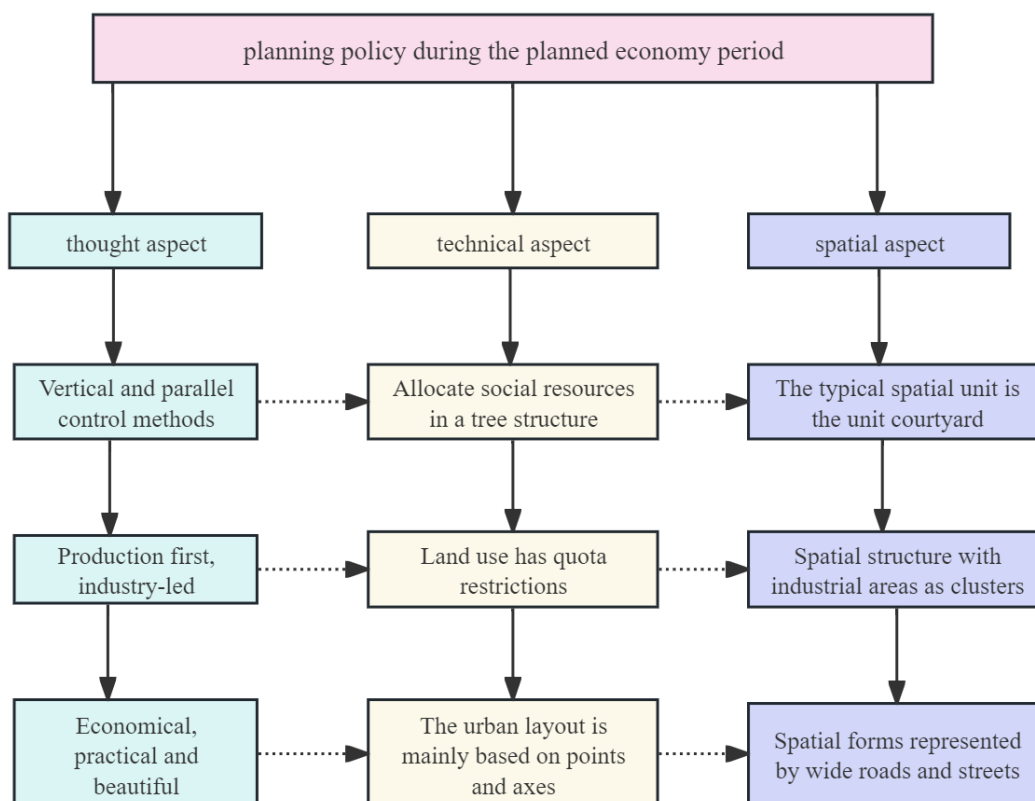 planning policy during the planned economy period
thought aspect
technical aspect
spatial aspect
Vertical and parallel
control methods
Allocate social resources
in a tree structure
The typical spatial unit is
the unit courtyard
Production first,
industry-led
Land use has quota
restrictions
Spatial structure with
industrial areas as clusters
Economical,
practical and
beautiful
The urban layout is
mainly based on points
and axes
Spatial forms represented
by wide roads and streets